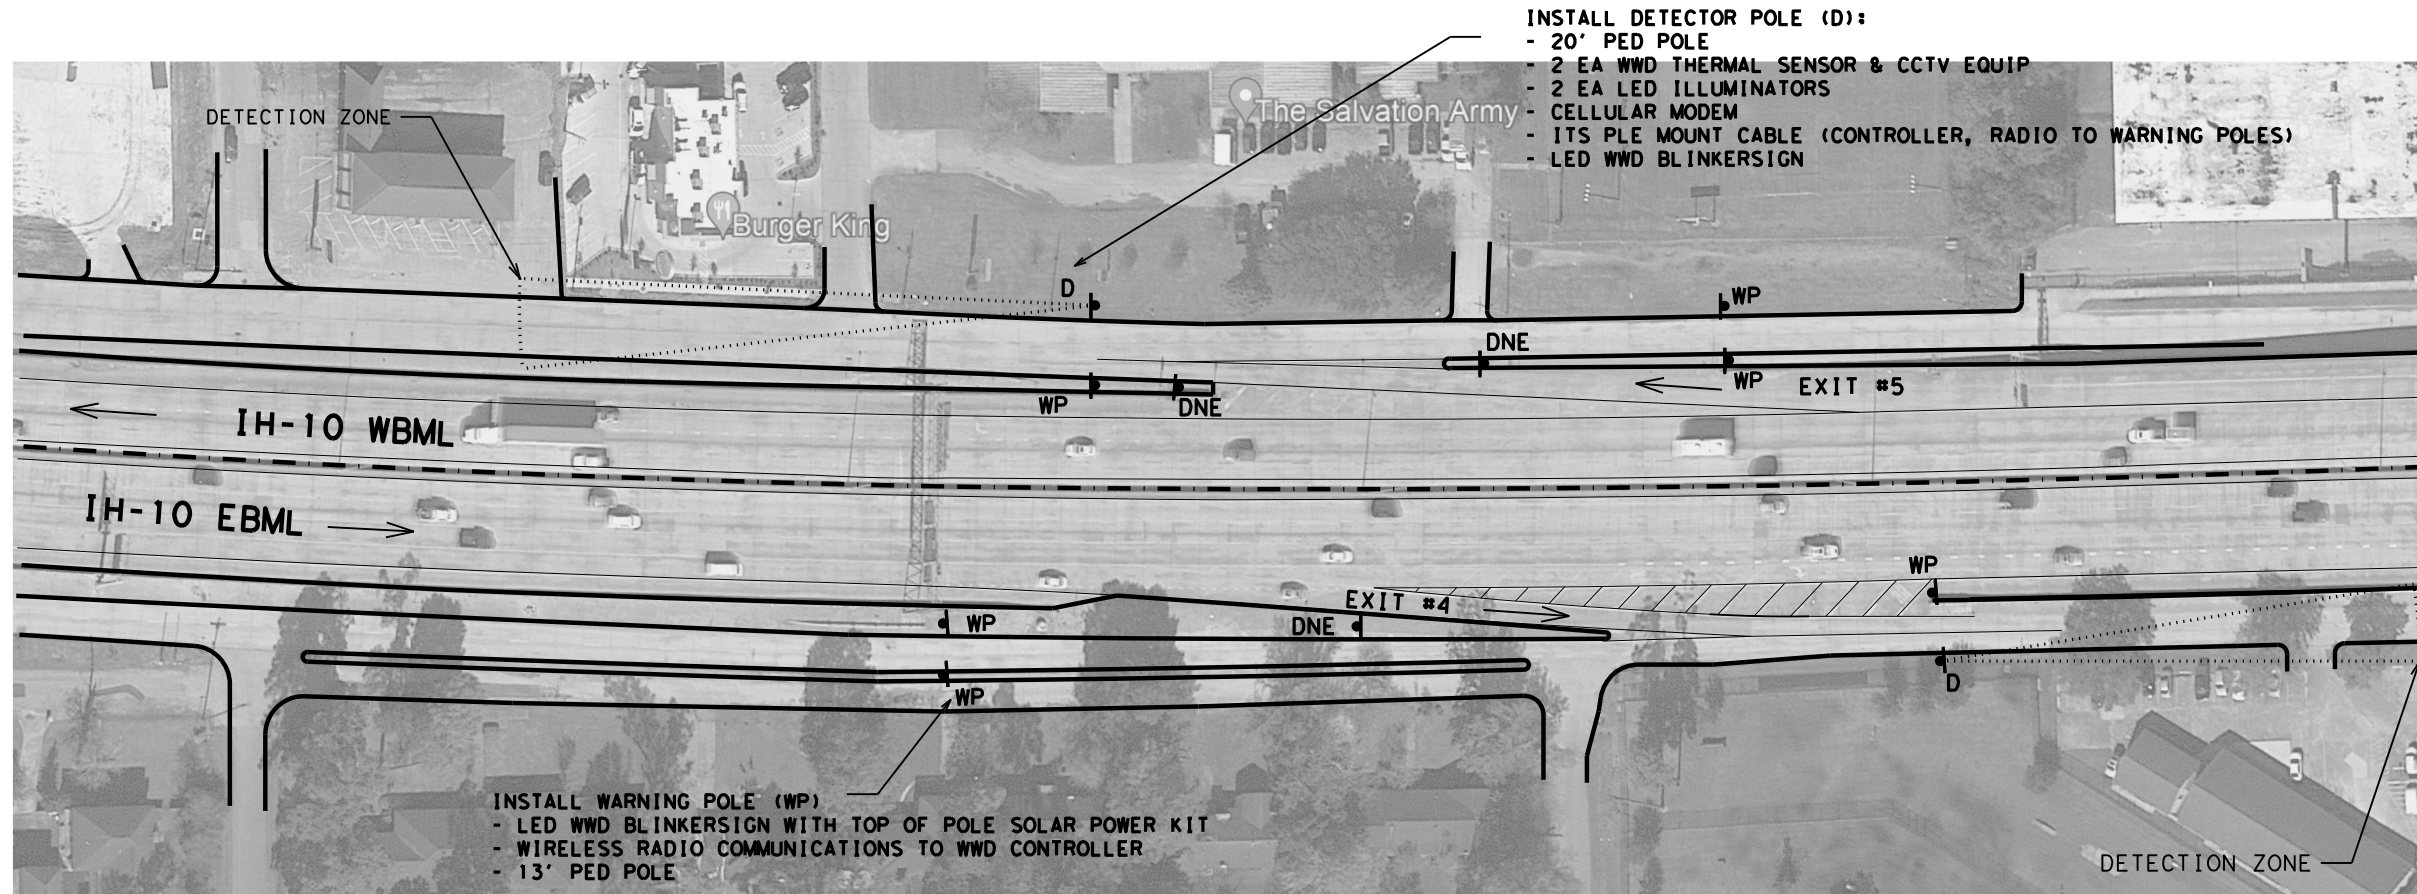 INSTALL DETECTOR POLE (D):
- 20' PED POLE
- 2 EA WWD THERMAL SENSOR & CCTV EQUIP
- 2 EA LED ILLUMINATORS
- CELLULAR MODEM
- ITS PLE MOUNT CABLE (CONTROLLER, RADIO TO WARNING POLES)
- LED WWD BLINKERSIGN
The Salvation Army
DETECTION ZONE
Burger King
D
WP
DNE
WP
EXIT #5
WP
DNE
IH-10 WBML
IH-10 EBML
WP
EXIT #4
WP
DNE
WP
D
INSTALL WARNING POLE (WP)
- LED WWD BLINKERSIGN WITH TOP OF POLE SOLAR POWER KIT
- WIRELESS RADIO COMMUNICATIONS TO WWD CONTROLLER
- 13' PED POLE
DETECTION ZONE